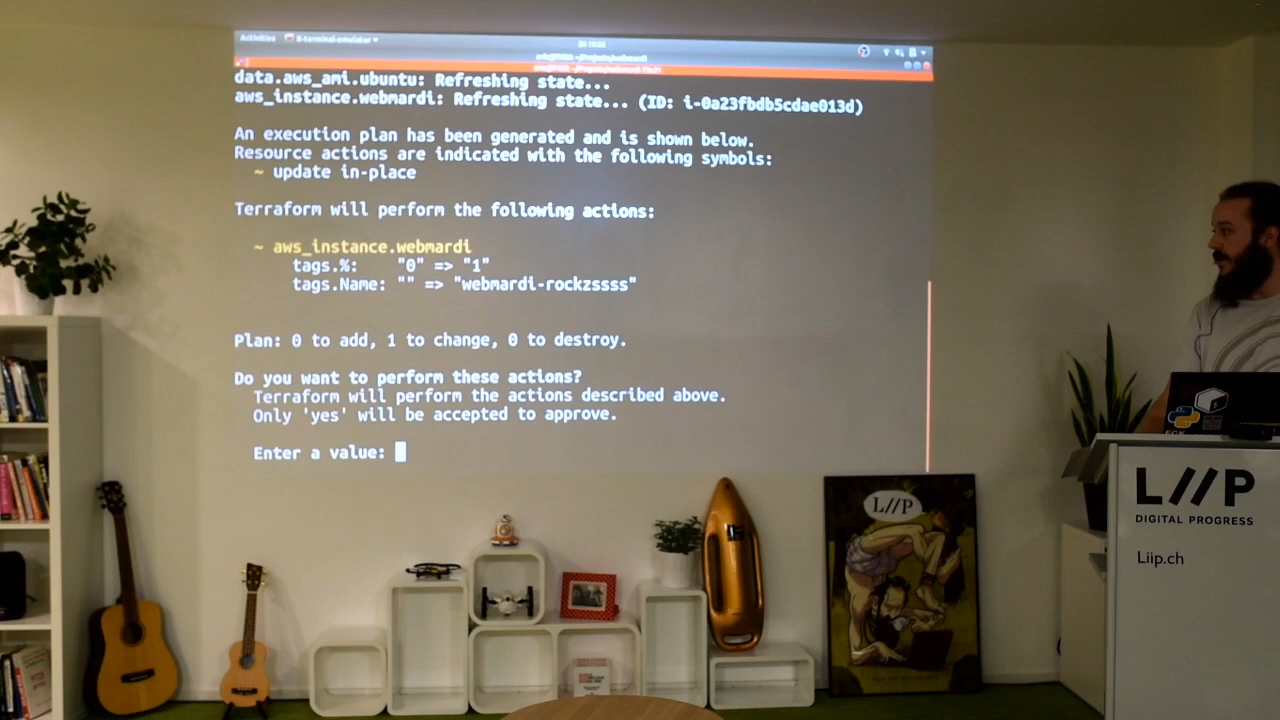 Activities X-terminal-emulator
data.aws_ami.ubuntu: Refreshing state...
aws_instance.webmardi: Refreshing state... (ID: i-0a23fbdb5cdae013d)
An execution plan has been generated and is shown below.
Resource actions are indicated with the following symbols:
~ update in-place
Terraform will perform the following actions:
~ aws_instance.webmardi
tags.%: "0" => "1"
tags.Name: "" => "webmardi-rockzssss"
Plan: 0 to add, 1 to change, 0 to destroy.
Do you want to perform these actions?
Terraform will perform the actions described above.
Only 'yes' will be accepted to approve.
Enter a value:
L//P
LIIP
DIGITAL PROGRESS
Liip.ch